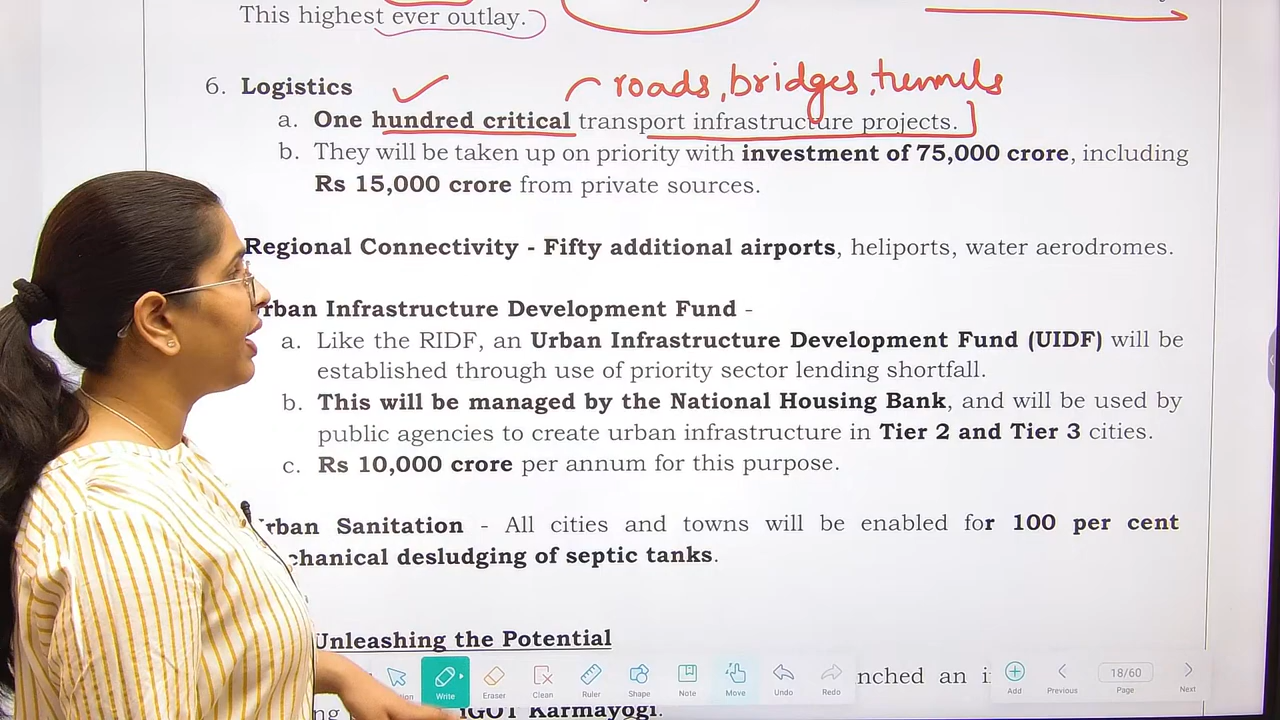 This highest ever outlay.
roads, bridges, tunnels
6. Logistics
a. One hundred critical transport infrastructure projects.
b. They will be taken up on priority with investment of 75,000 crore, including
Rs 15,000 crore from private sources.
Regional Connectivity - Fifty additional airports, heliports, water aerodromes.
rban Infrastructure Development Fund -
a. Like the RIDF, an Urban Infrastructure Development Fund (UIDF) will be
established through use of priority sector lending shortfall.
b. This will be managed by the National Housing Bank, and will be used by
public agencies to create urban infrastructure in Tier 2 and Tier 3 cities.
c. Rs 10,000 crore per annum for this purpose.
rban Sanitation - All cities and towns will be enabled for 100 per cent
chanical desludging of septic tanks.
Unleashing the Potential
nched an i
iGOT Karmayogi.
Write Eraser Clean Ruler Shape Note Move Undo Redo Add Previous 18/60 Page Next